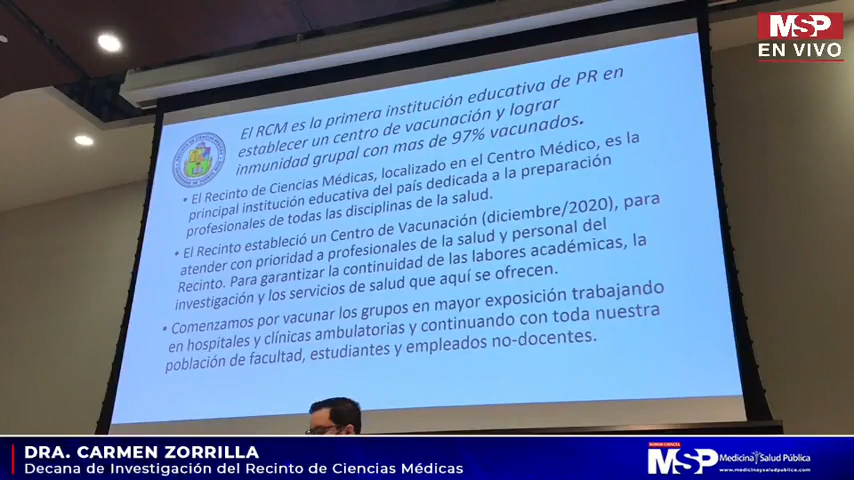 MSP
EN VIVO
El RCM es la primera institución educativa de PR en
establecer un centro de vacunación y lograr
inmunidad grupal con mas de 97% vacunados.
• El Recinto de Ciencias Médicas, localizado en el Centro Médico, es la
principal institución educativa del país dedicada a la preparación
profesionales de todas las disciplinas de la salud.
• El Recinto estableció un Centro de Vacunación (diciembre/2020), para
atender con prioridad a profesionales de la salud y personal del
Recinto. Para garantizar la continuidad de las labores académicas, la
investigación y los servicios de salud que aquí se ofrecen.
• Comenzamos por vacunar los grupos en mayor exposición trabajando
en hospitales y clínicas ambulatorias y continuando con toda nuestra
población de facultad, estudiantes y empleados no-docentes.
DRA. CARMEN ZORRILLA
Decana de Investigación del Recinto de Ciencias Médicas
MSP Medicina y Salud Pública
www.medicinaysaludpublica.com